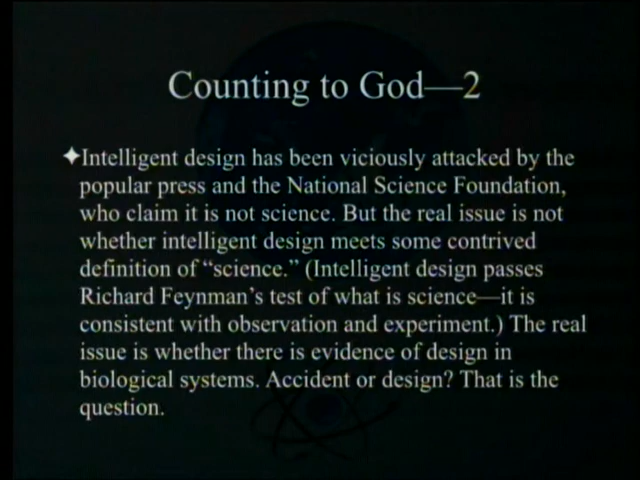 Counting to God—2
✦Intelligent design has been viciously attacked by the
popular press and the National Science Foundation,
who claim it is not science. But the real issue is not
whether intelligent design meets some contrived
definition of “science.” (Intelligent design passes
Richard Feynman’s test of what is science—it is
consistent with observation and experiment.) The real
issue is whether there is evidence of design in
biological systems. Accident or design? That is the
question.